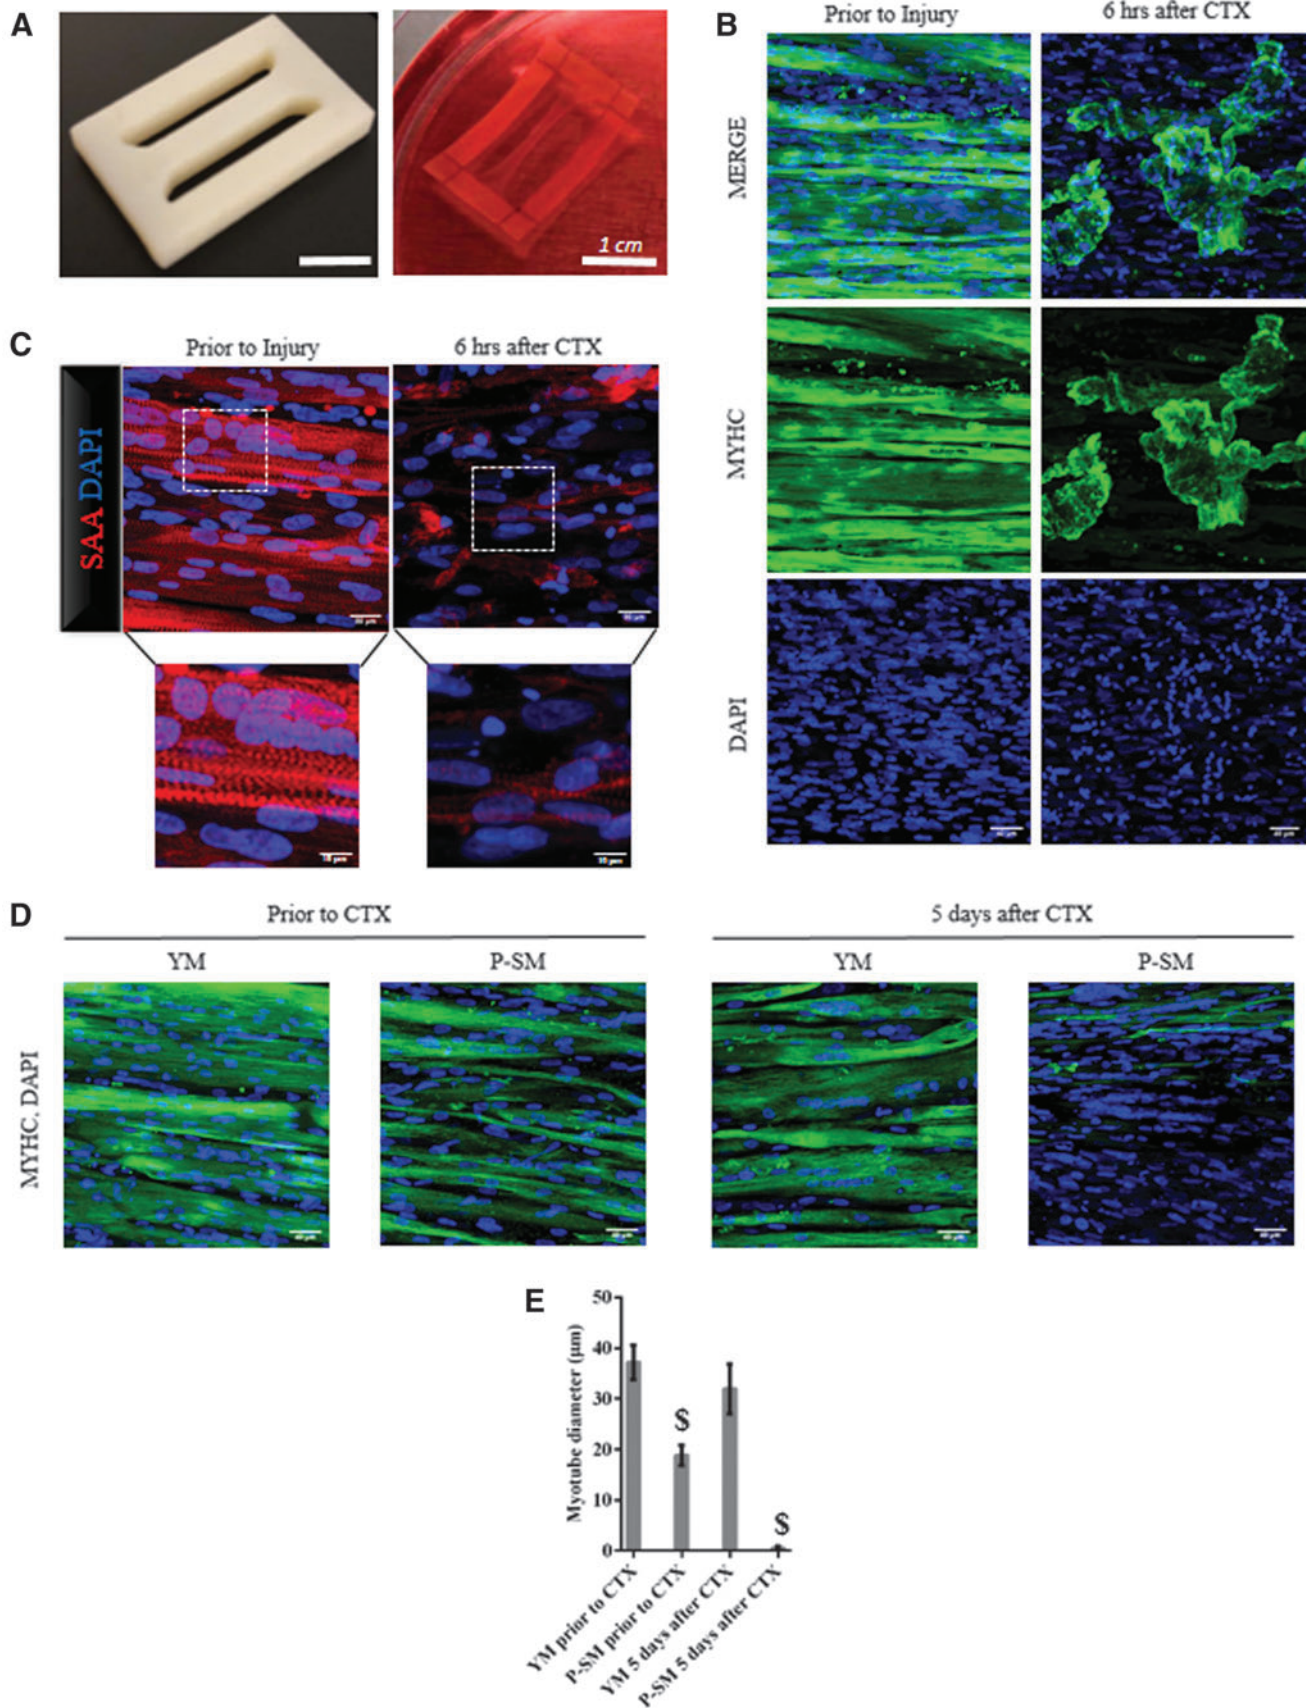 A
1 cm
B
Prior to Injury
6 hrs after CTX
MERGE
MYHC
DAPI
C
Prior to Injury
6 hrs after CTX
SAA DAPI
D
Prior to CTX
5 days after CTX
YM
P-SM
YM
P-SM
MYHC, DAPI
E
Myotube diameter (µm)
50
40
30
20
10
0
$
$
YM prior to CTX
P-SM prior to CTX
YM 5 days after CTX
P-SM 5 days after CTX